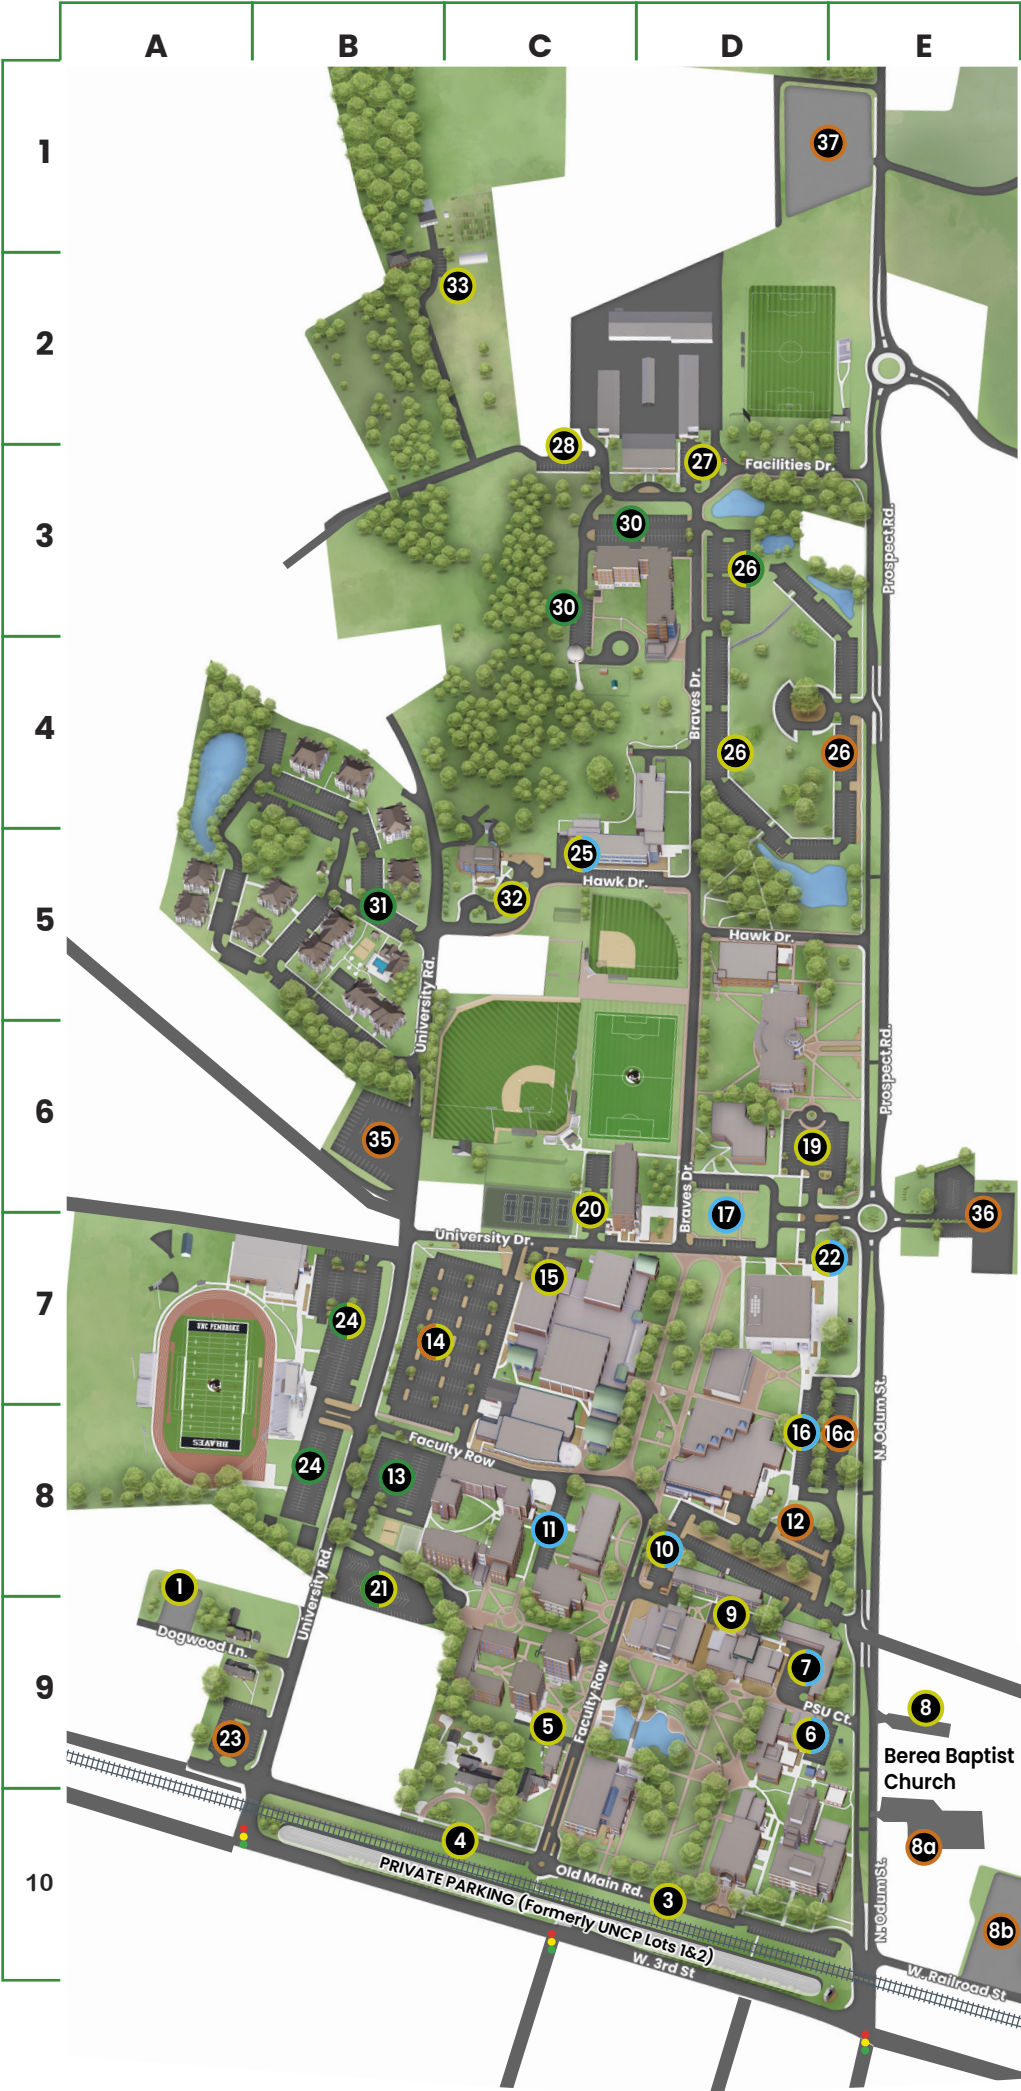 A B C D E
1
37
33
2
28
27
Facilities Dr.
30
3
Prospect Rd.
26
30
Braves Dr.
4
26
26
25
Hawk Dr.
32
31
5
Hawk Dr.
University Rd.
Prospect Rd.
6
35
19
Braves Dr.
20
17
36
University Dr.
22
15
7
UNC PEMBROKE
24
14
N. Odum St.
16
16a
BRAVES
Faculty Row
24
13
8
12
11
10
1
21
University Rd.
9
Dogwood Ln.
7
9
Faculty Row
PSU Ct.
8
5
6
23
Berea Baptist
Church
4
8a
PRIVATE PARKING (Formerly UNCP Lots 1&2)
Old Main Rd.
10
3
N. Odum St.
8b
W. 3rd St
W. Railroad St